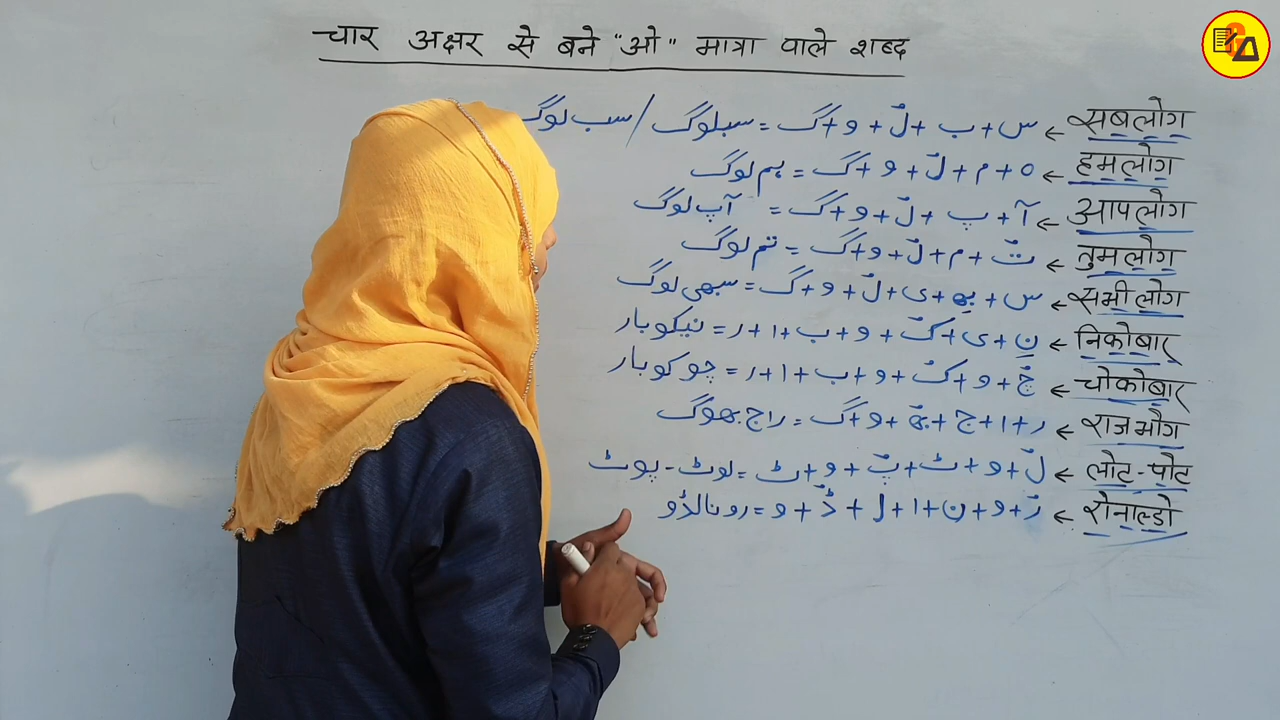 चार अक्षर से बने "ओ" मात्रा वाले शब्द
सबलोग ← س + ب + لُ + و + گ = سبلوگ / سب لوگ
हमलोग ← ہ + م + لُ + و + گ = ہم لوگ
आपलोग ← آ + پ + لُ + و + گ = آپ لوگ
तुमलोग ← تُ + م + لُ + و + گ = تم لوگ
सभी लोग ← س + بھِ + ی + لُ + و + گ = سبھی لوگ
निकोबार ← نِ + ی + کُ + و + ب + ا + ر = نیکوبار
चोकोबार ← چُ + و + کُ + و + ب + ا + ر = چوکوبار
राजभोग ← ر + ا + ج + بھُ + و + گ = راج بھوگ
लोट-पोट ← لُ + و + ٹ + پُ + و + ٹ = لوٹ - پوٹ
रोनाल्डो ← رُ + و + ن + ا + ل + ڈُ + و = رونالڈو